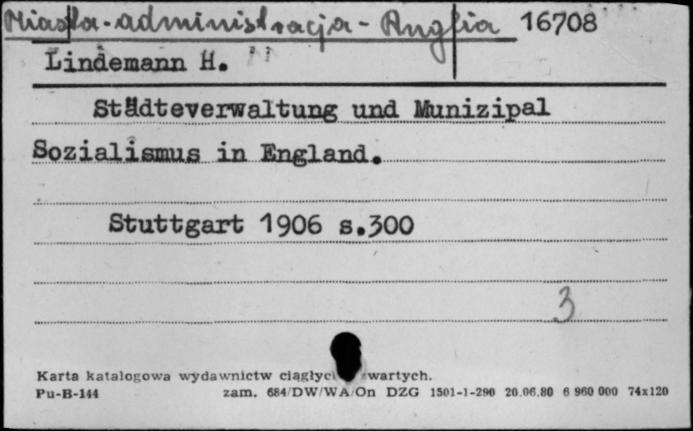 Miasta-administracja-Anglia 16708
Lindemann H.
Städteverwaltung und Munizipal
Sozialismus in England.
Stuttgart 1906 s.300
3
Karta katalogowa wydawnictw ciągłyc wartych.
Pu-B-144 zam. 684/DW/WA/On DZG 1501-1-290 20.06.80 6 960 000 74x120